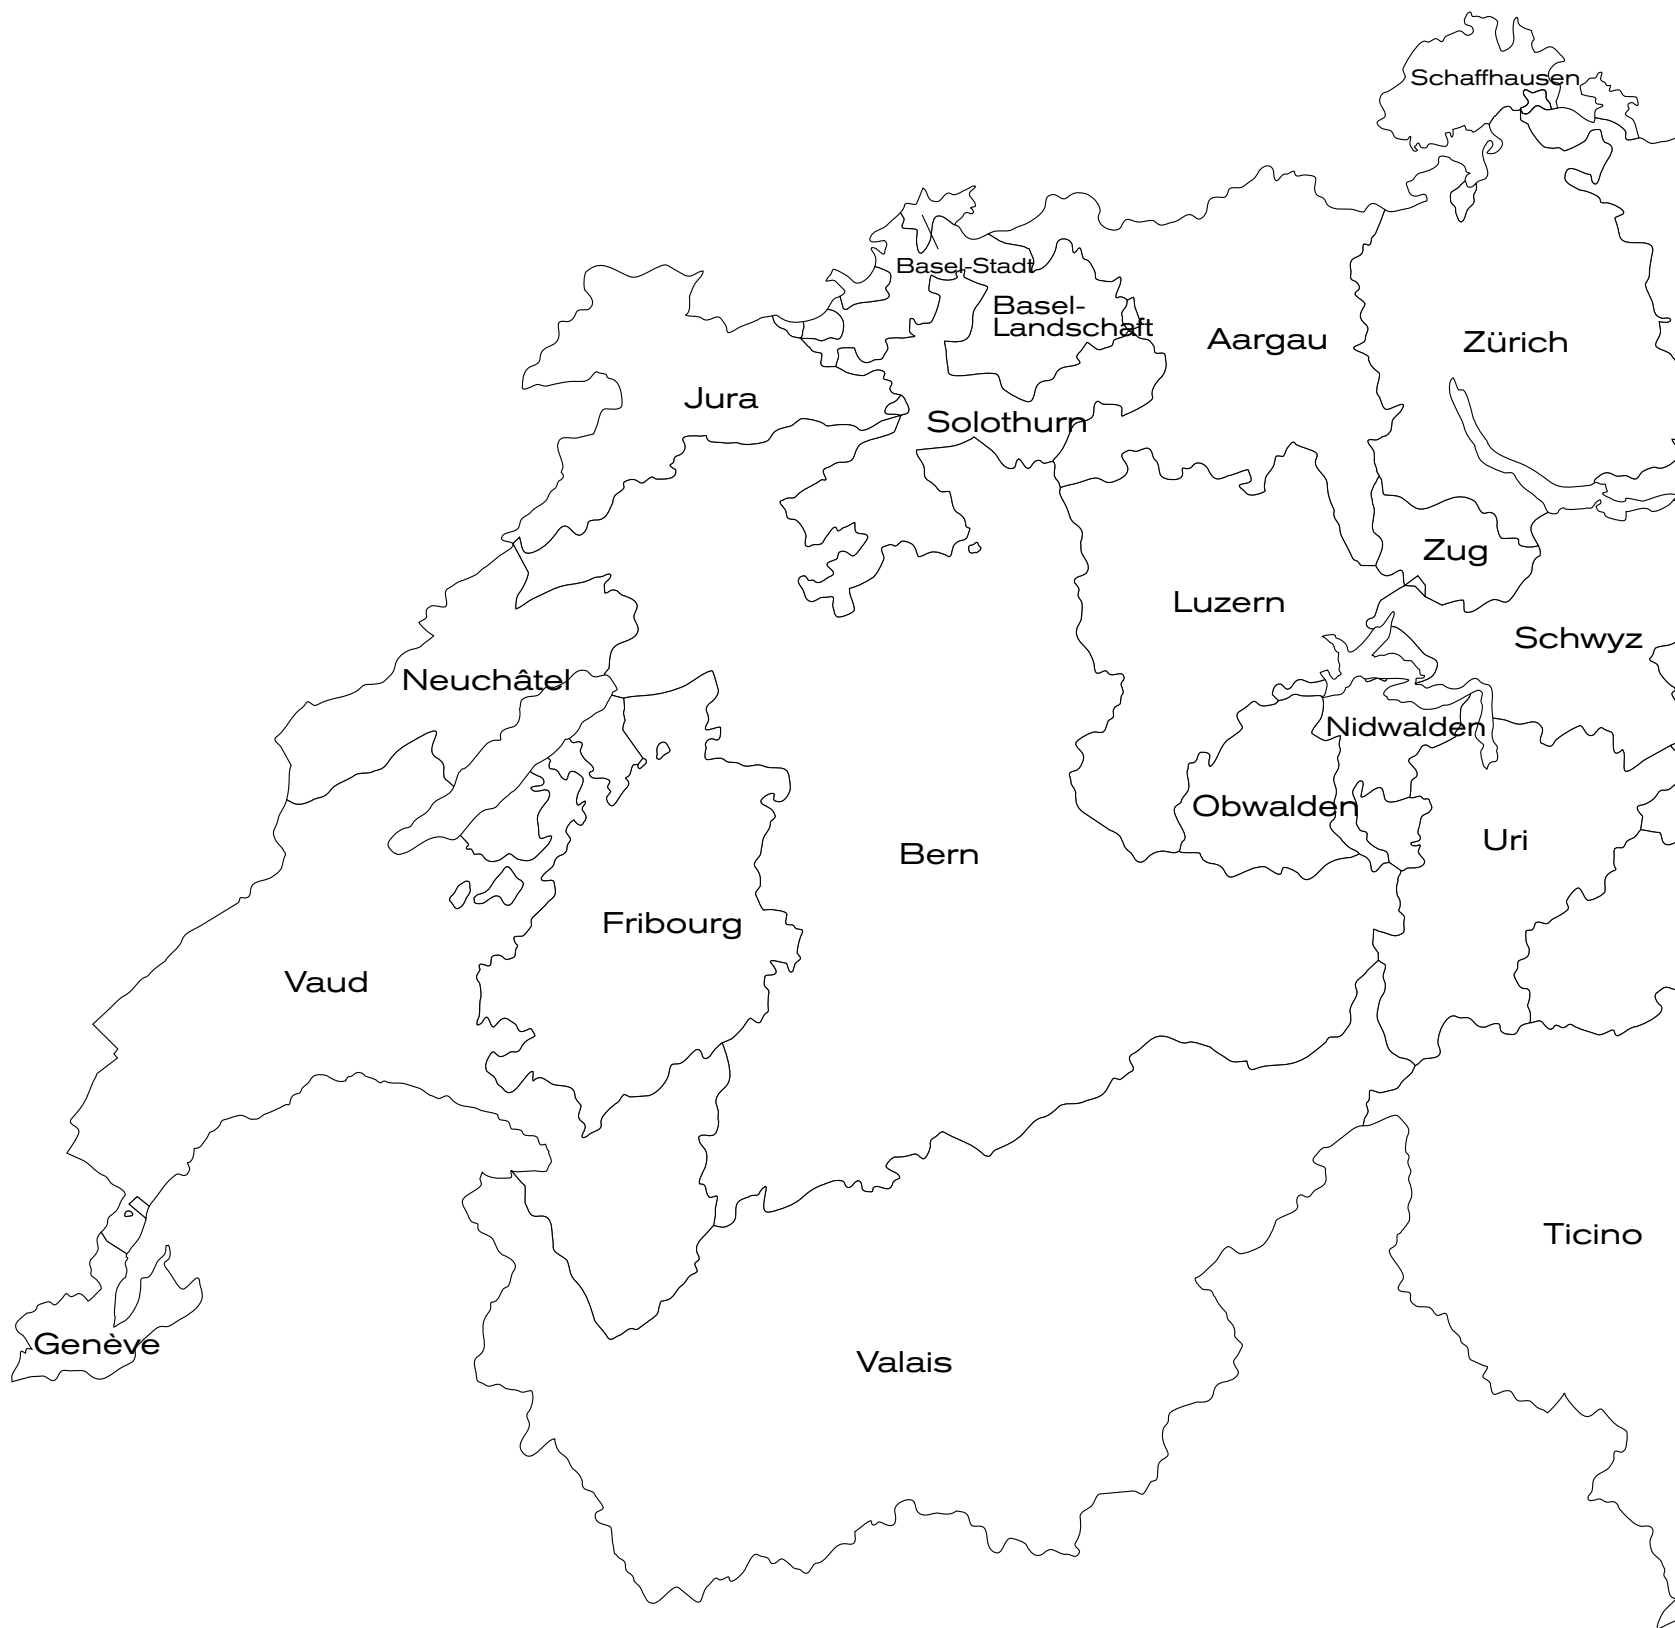 Schaffhausen
Basel-Stadt
Basel-
Landschaft
Aargau
Zürich
Jura
Solothurn
Zug
Luzern
Schwyz
Neuchâtel
Nidwalden
Obwalden
Uri
Bern
Fribourg
Vaud
Ticino
Genève
Valais